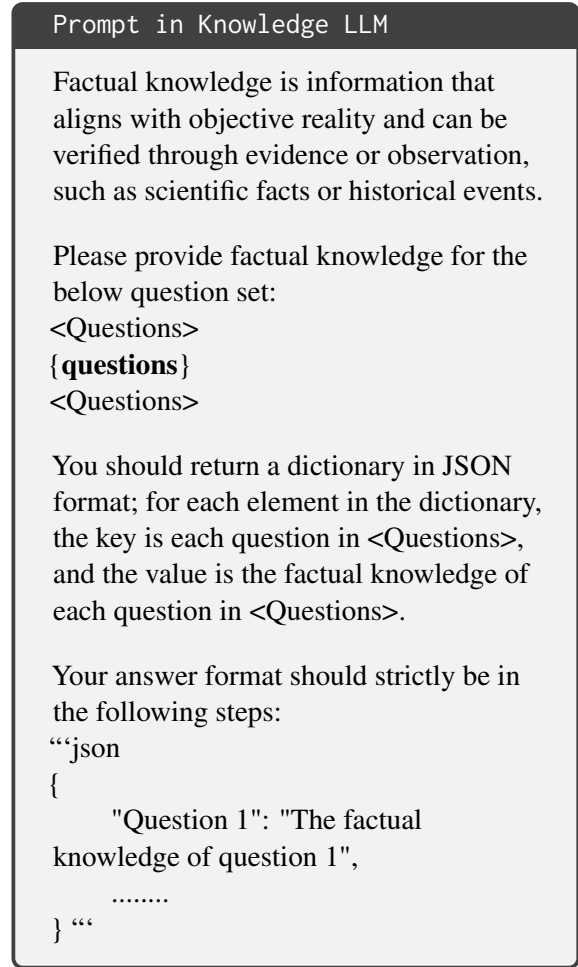 Prompt in Knowledge LLM
Factual knowledge is information that
aligns with objective reality and can be
verified through evidence or observation,
such as scientific facts or historical events.
Please provide factual knowledge for the
below question set:
<Questions>
{questions}
<Questions>
You should return a dictionary in JSON
format; for each element in the dictionary,
the key is each question in <Questions>,
and the value is the factual knowledge of
each question in <Questions>.
Your answer format should strictly be in
the following steps:
“‘json
{
"Question 1": "The factual
knowledge of question 1",
........
} “‘